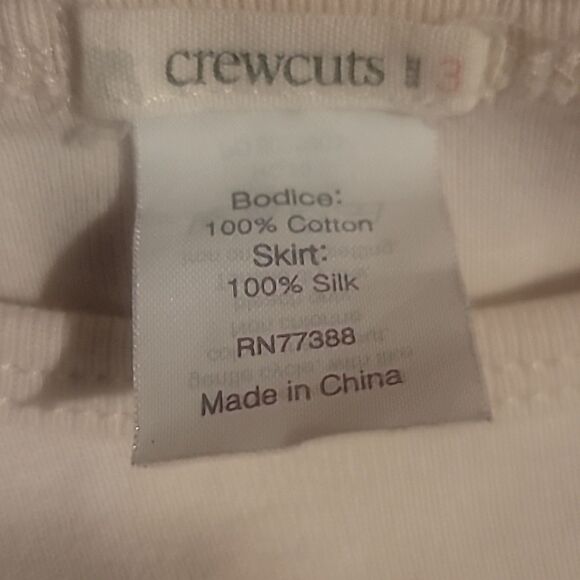 crewcuts 3
Bodice:
100% Cotton
Skirt:
100% Silk
RN77388
Made in China